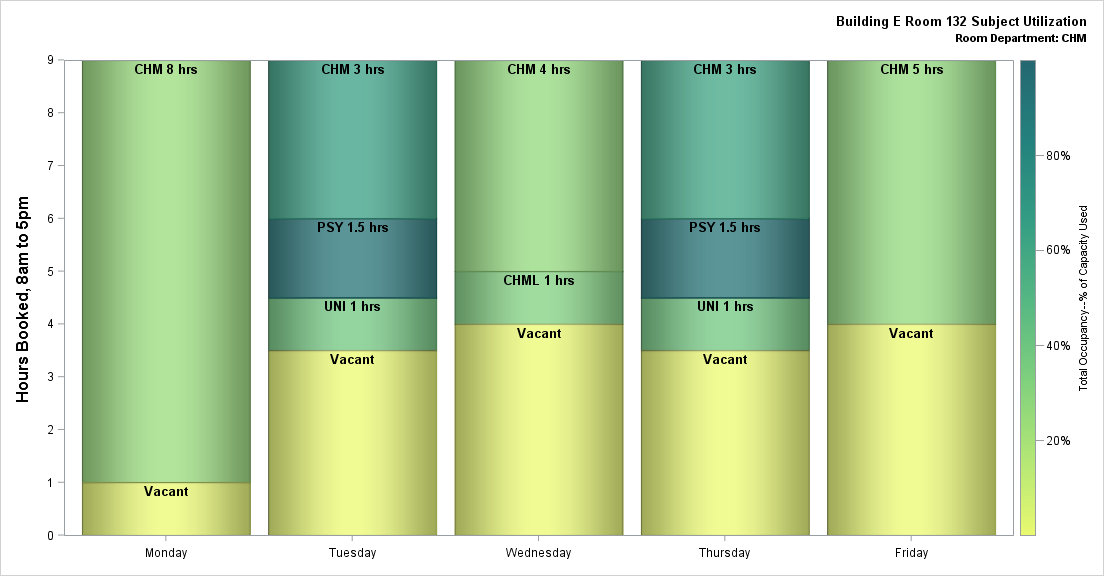 Building E Room 132 Subject Utilization
Room Department: CHM
Hours Booked, 8am to 5pm
9
8
7
6
5
4
3
2
1
0
CHM 8 hrs
Vacant
CHM 3 hrs
PSY 1.5 hrs
UNI 1 hrs
Vacant
CHM 4 hrs
CHML 1 hrs
Vacant
CHM 3 hrs
PSY 1.5 hrs
UNI 1 hrs
Vacant
CHM 5 hrs
Vacant
Monday
Tuesday
Wednesday
Thursday
Friday
80%
60%
40%
20%
Total Occupancy--% of Capacity Used